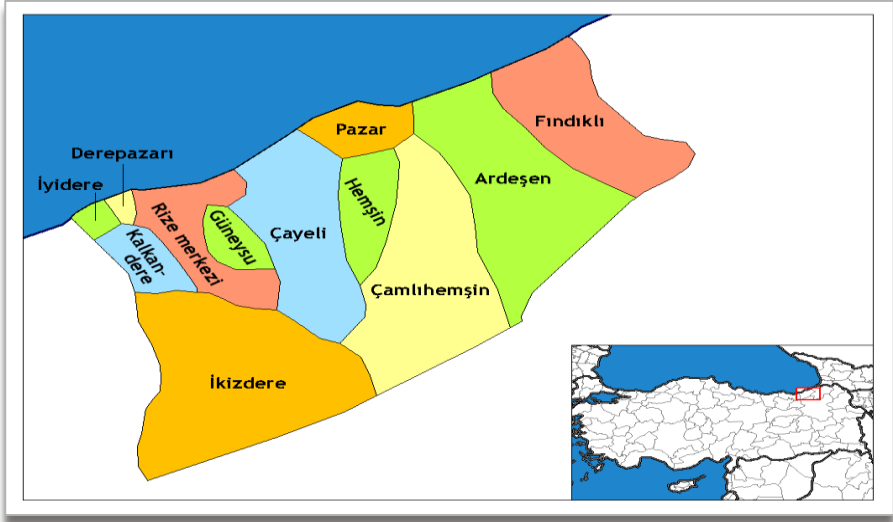 Fındıklı
Pazar
Derepazarı
Ardeşen
İyidere
Hemşin
Rize merkezi
Güneysu
Çayeli
Kalkan-
dere
Çamlıhemşin
İkizdere